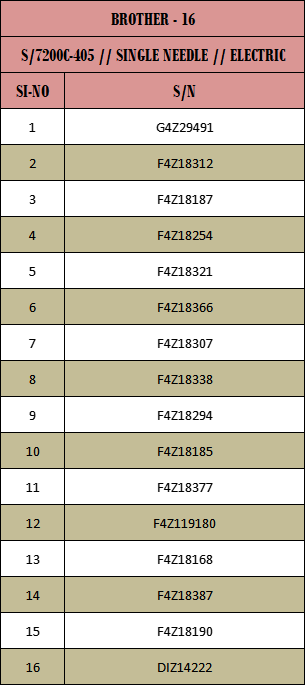 BROTHER - 16
S/7200C-405 // SINGLE NEEDLE // ELECTRIC
SI-NO S/N
1 G4Z29491
2 F4Z18312
3 F4Z18187
4 F4Z18254
5 F4Z18321
6 F4Z18366
7 F4Z18307
8 F4Z18338
9 F4Z18294
10 F4Z18185
11 F4Z18377
12 F4Z119180
13 F4Z18168
14 F4Z18387
15 F4Z18190
16 DIZ14222